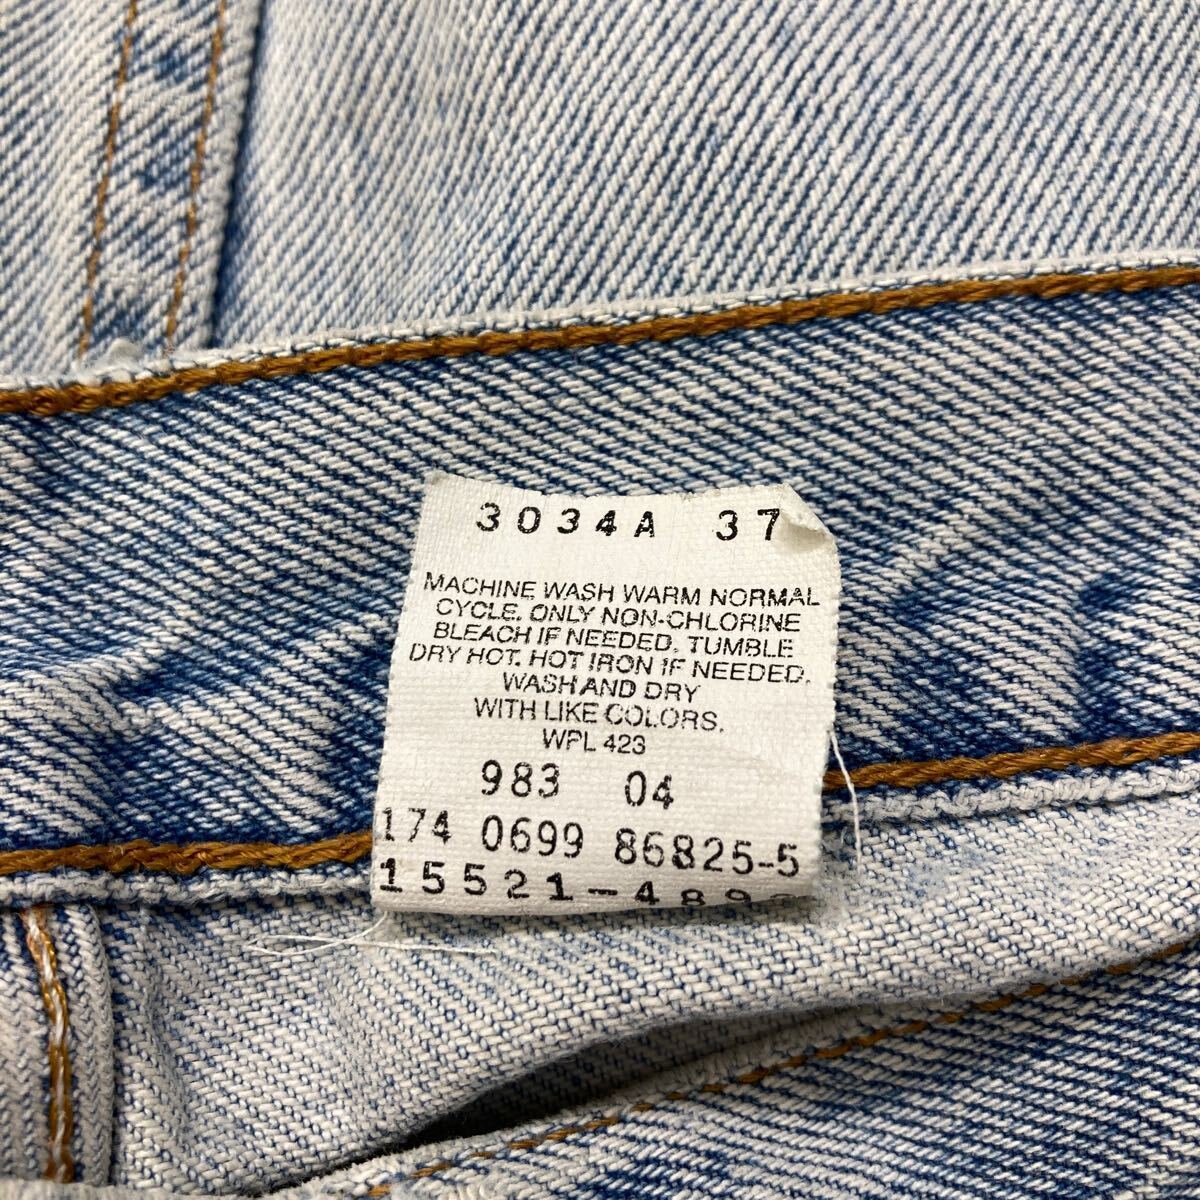 3034A 37
MACHINE WASH WARM NORMAL
CYCLE. ONLY NON-CHLORINE
BLEACH IF NEEDED. TUMBLE
DRY HOT. HOT IRON IF NEEDED.
WASH AND DRY
WITH LIKE COLORS.
WPL 423
983 04
174 0699 86825-5